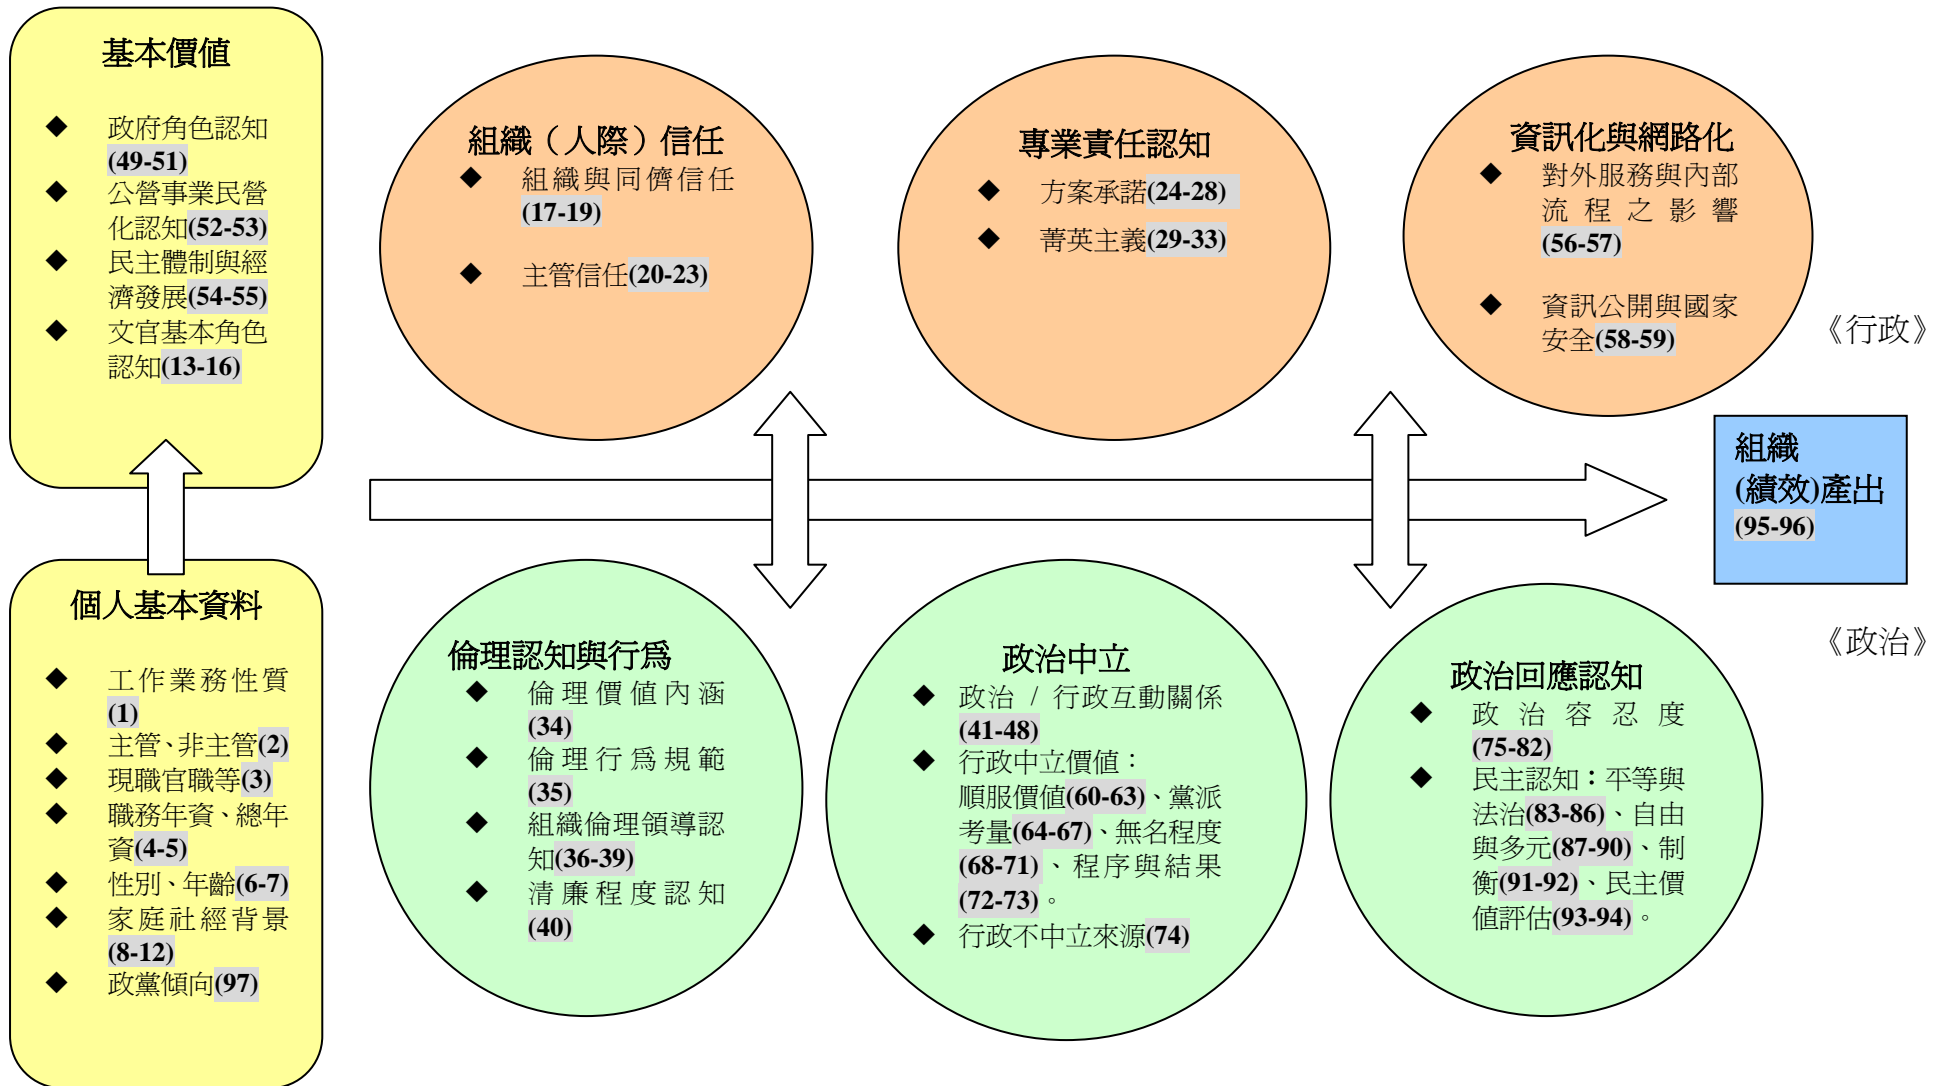 基本價值
◆ 政府角色認知
(49-51)
◆ 公營事業民營
化認知(52-53)
◆ 民主體制與經
濟發展(54-55)
◆ 文官基本角色
認知(13-16)
個人基本資料
◆ 工作業務性質
(1)
◆ 主管、非主管(2)
◆ 現職官職等(3)
◆ 職務年資、總年
資(4-5)
◆ 性別、年齡(6-7)
◆ 家庭社經背景
(8-12)
◆ 政黨傾向(97)
組織（人際）信任
◆ 組織與同儕信任
(17-19)
◆ 主管信任(20-23)
專業責任認知
◆ 方案承諾(24-28)
◆ 菁英主義(29-33)
資訊化與網路化
◆ 對外服務與內部
流程之影響
(56-57)
◆ 資訊公開與國家
安全(58-59)
《行政》
組織
(績效)產出
(95-96)
《政治》
倫理認知與行為
◆ 倫理價值內涵
(34)
◆ 倫理行為規範
(35)
◆ 組織倫理領導認
知(36-39)
◆ 清廉程度認知
(40)
政治中立
◆ 政治 / 行政互動關係
(41-48)
◆ 行政中立價值：
順服價值(60-63)、黨派
考量(64-67)、無名程度
(68-71)、程序與結果
(72-73)。
◆ 行政不中立來源(74)
政治回應認知
◆ 政治容忍度
(75-82)
◆ 民主認知：平等與
法治(83-86)、自由
與多元(87-90)、制
衡(91-92)、民主價
值評估(93-94)。